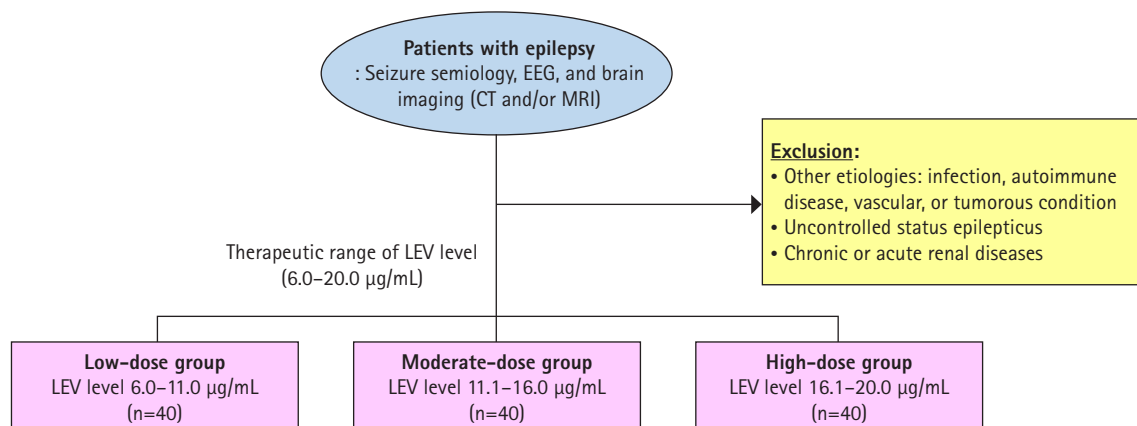 Patients with epilepsy
: Seizure semiology, EEG, and brain
imaging (CT and/or MRI)
Exclusion:
• Other etiologies: infection, autoimmune
disease, vascular, or tumorous condition
• Uncontrolled status epilepticus
• Chronic or acute renal diseases
Therapeutic range of LEV level
(6.0–20.0 μg/mL)
Low-dose group
LEV level 6.0–11.0 μg/mL
(n=40)
Moderate-dose group
LEV level 11.1–16.0 μg/mL
(n=40)
High-dose group
LEV level 16.1–20.0 μg/mL
(n=40)